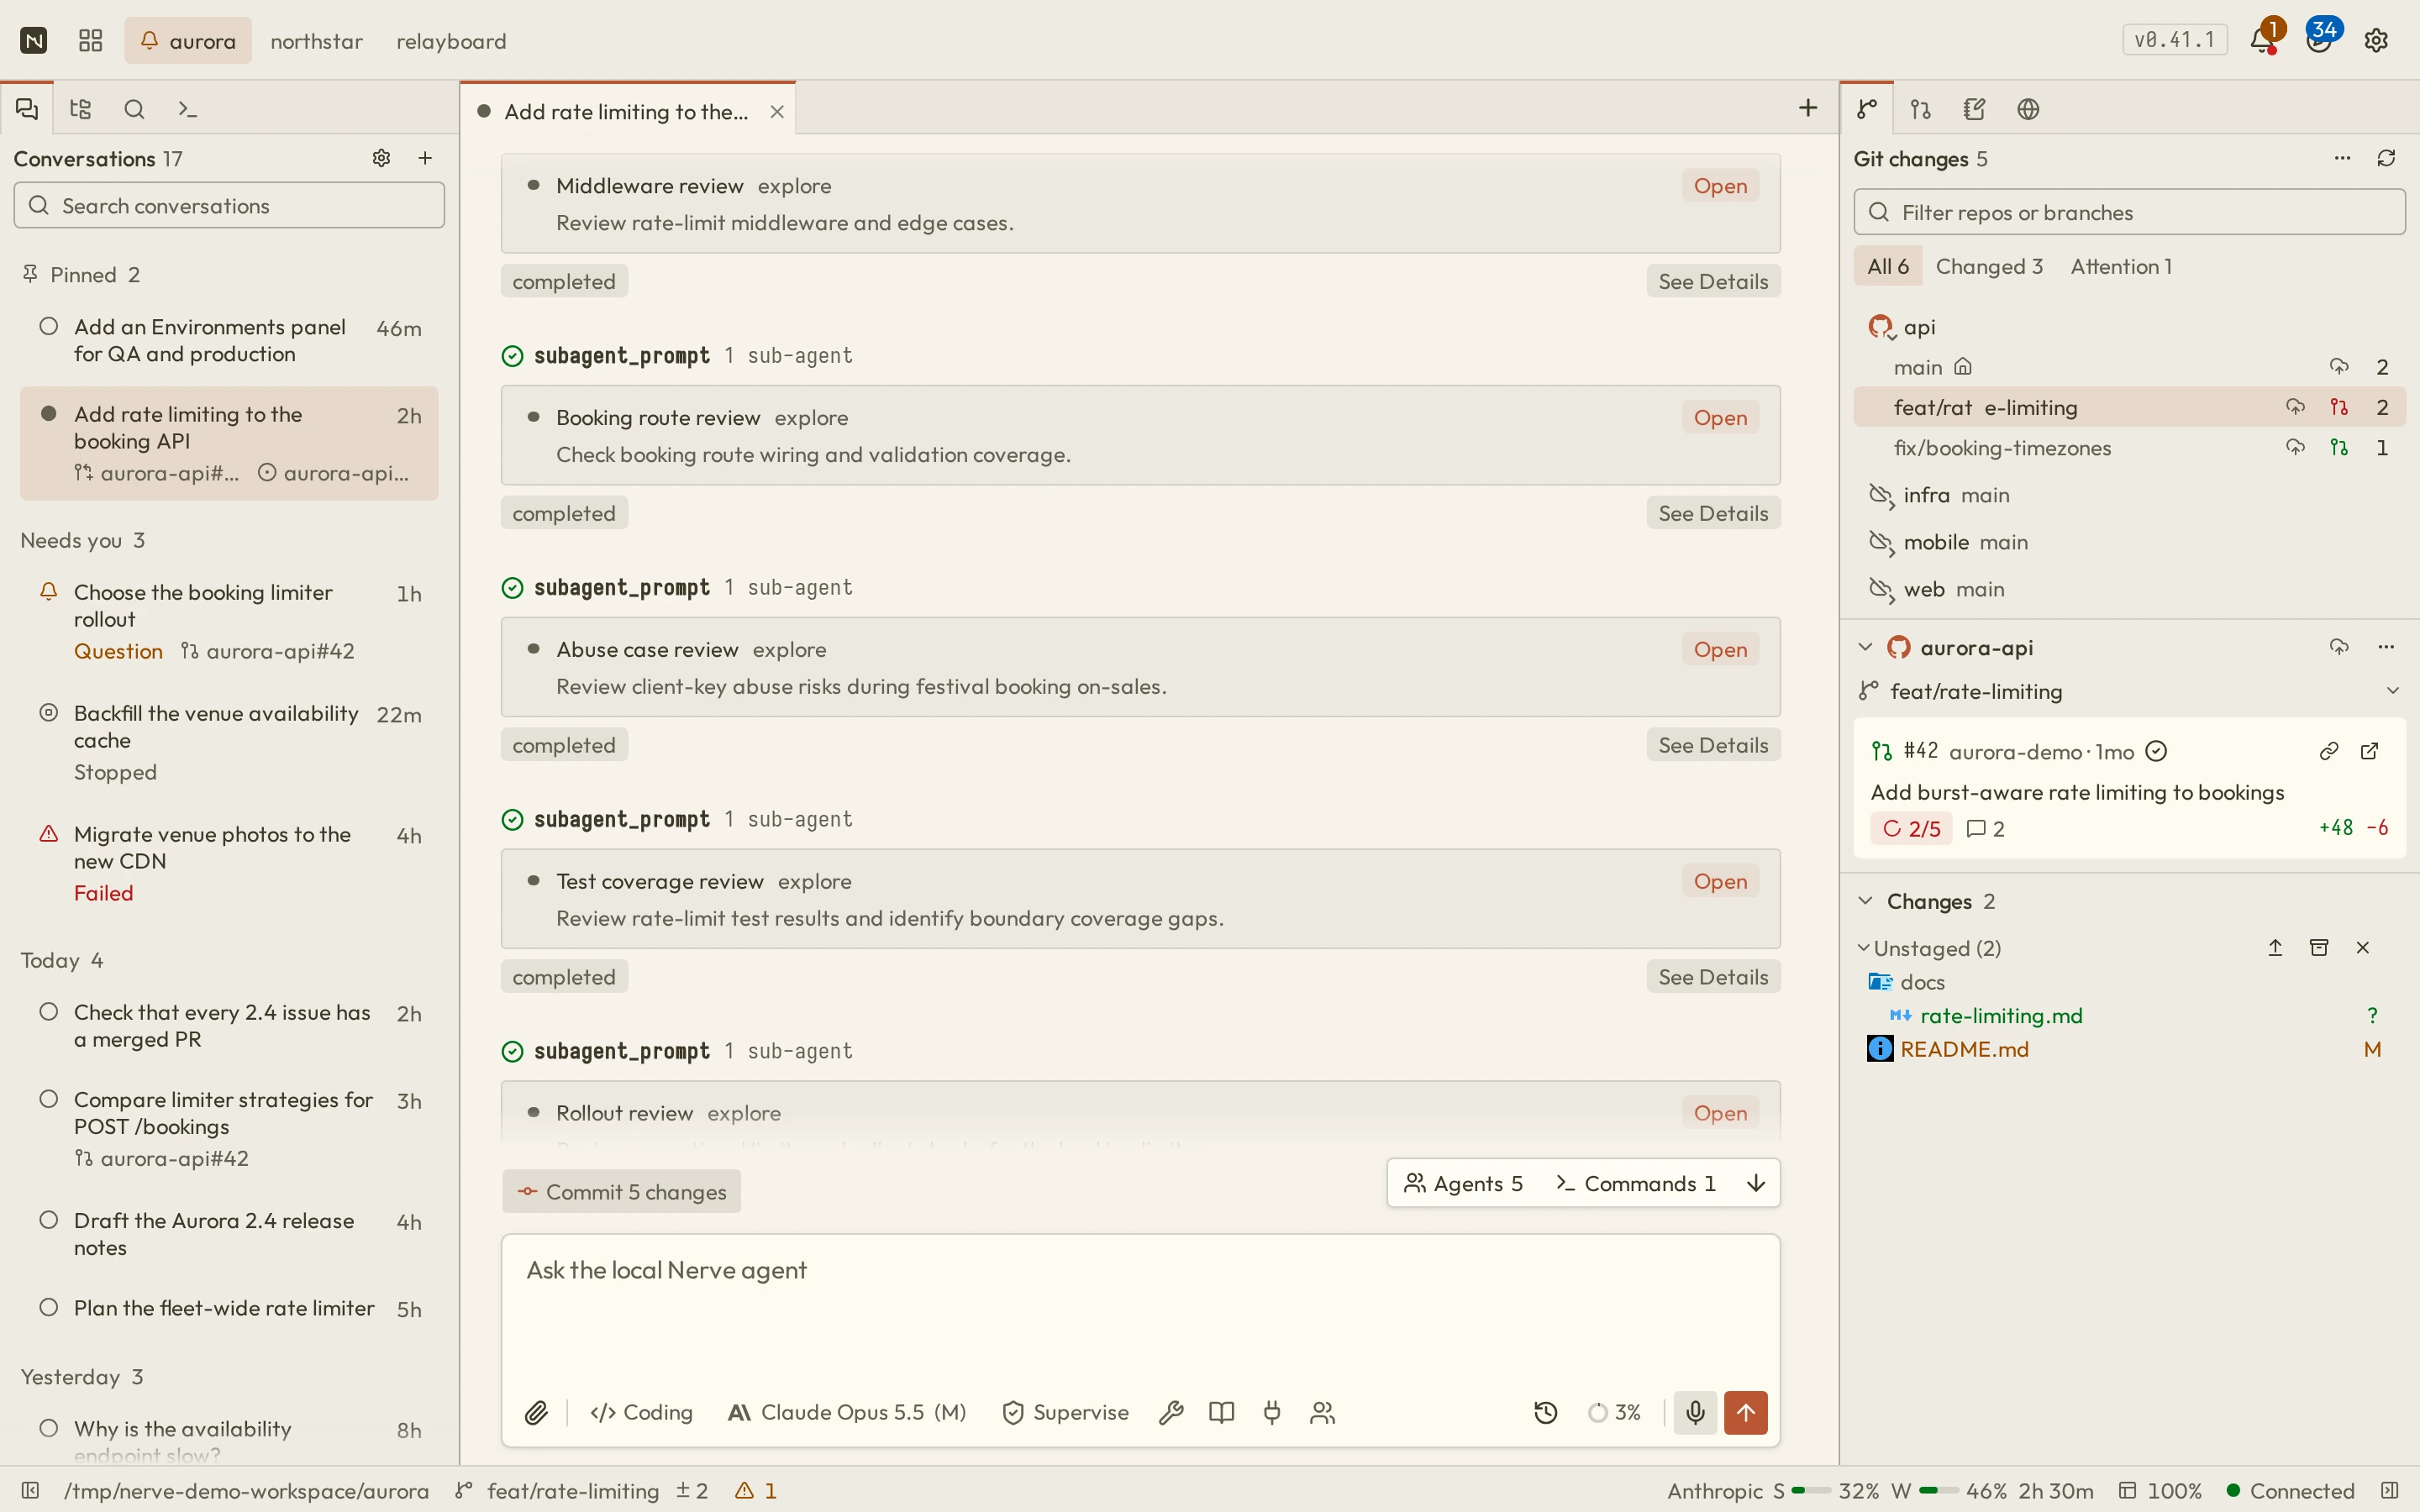 aurora northstar relayboard
v0.41.1 1 34
Conversations 17
Search conversations
Pinned 2
Add an Environments panel 46m
for QA and production
Add rate limiting to the 2h
booking API
aurora-api#... aurora-api...
Needs you 3
Choose the booking limiter 1h
rollout
Question aurora-api#42
Backfill the venue availability 22m
cache
Stopped
Migrate venue photos to the 4h
new CDN
Failed
Today 4
Check that every 2.4 issue has 2h
a merged PR
Compare limiter strategies for 3h
POST /bookings
aurora-api#42
Draft the Aurora 2.4 release 4h
notes
Plan the fleet-wide rate limiter 5h
Yesterday 3
Why is the availability 8h
endpoint slow?
Add rate limiting to the...
Middleware review explore Open
Review rate-limit middleware and edge cases.
completed See Details
subagent_prompt 1 sub-agent
Booking route review explore Open
Check booking route wiring and validation coverage.
completed See Details
subagent_prompt 1 sub-agent
Abuse case review explore Open
Review client-key abuse risks during festival booking on-sales.
completed See Details
subagent_prompt 1 sub-agent
Test coverage review explore Open
Review rate-limit test results and identify boundary coverage gaps.
completed See Details
subagent_prompt 1 sub-agent
Rollout review explore Open
Commit 5 changes
Agents 5 Commands 1
Ask the local Nerve agent
Coding Claude Opus 5.5 (M) Supervise 3%
Git changes 5
Filter repos or branches
All 6 Changed 3 Attention 1
api
main 2
feat/rat e-limiting 2
fix/booking-timezones 1
infra main
mobile main
web main
aurora-api
feat/rate-limiting
#42 aurora-demo · 1mo
Add burst-aware rate limiting to bookings
2/5 2 +48 -6
Changes 2
Unstaged (2)
docs
rate-limiting.md ?
README.md M
/tmp/nerve-demo-workspace/aurora feat/rate-limiting ±2 1
Anthropic S 32% W 46% 2h 30m 100% Connected